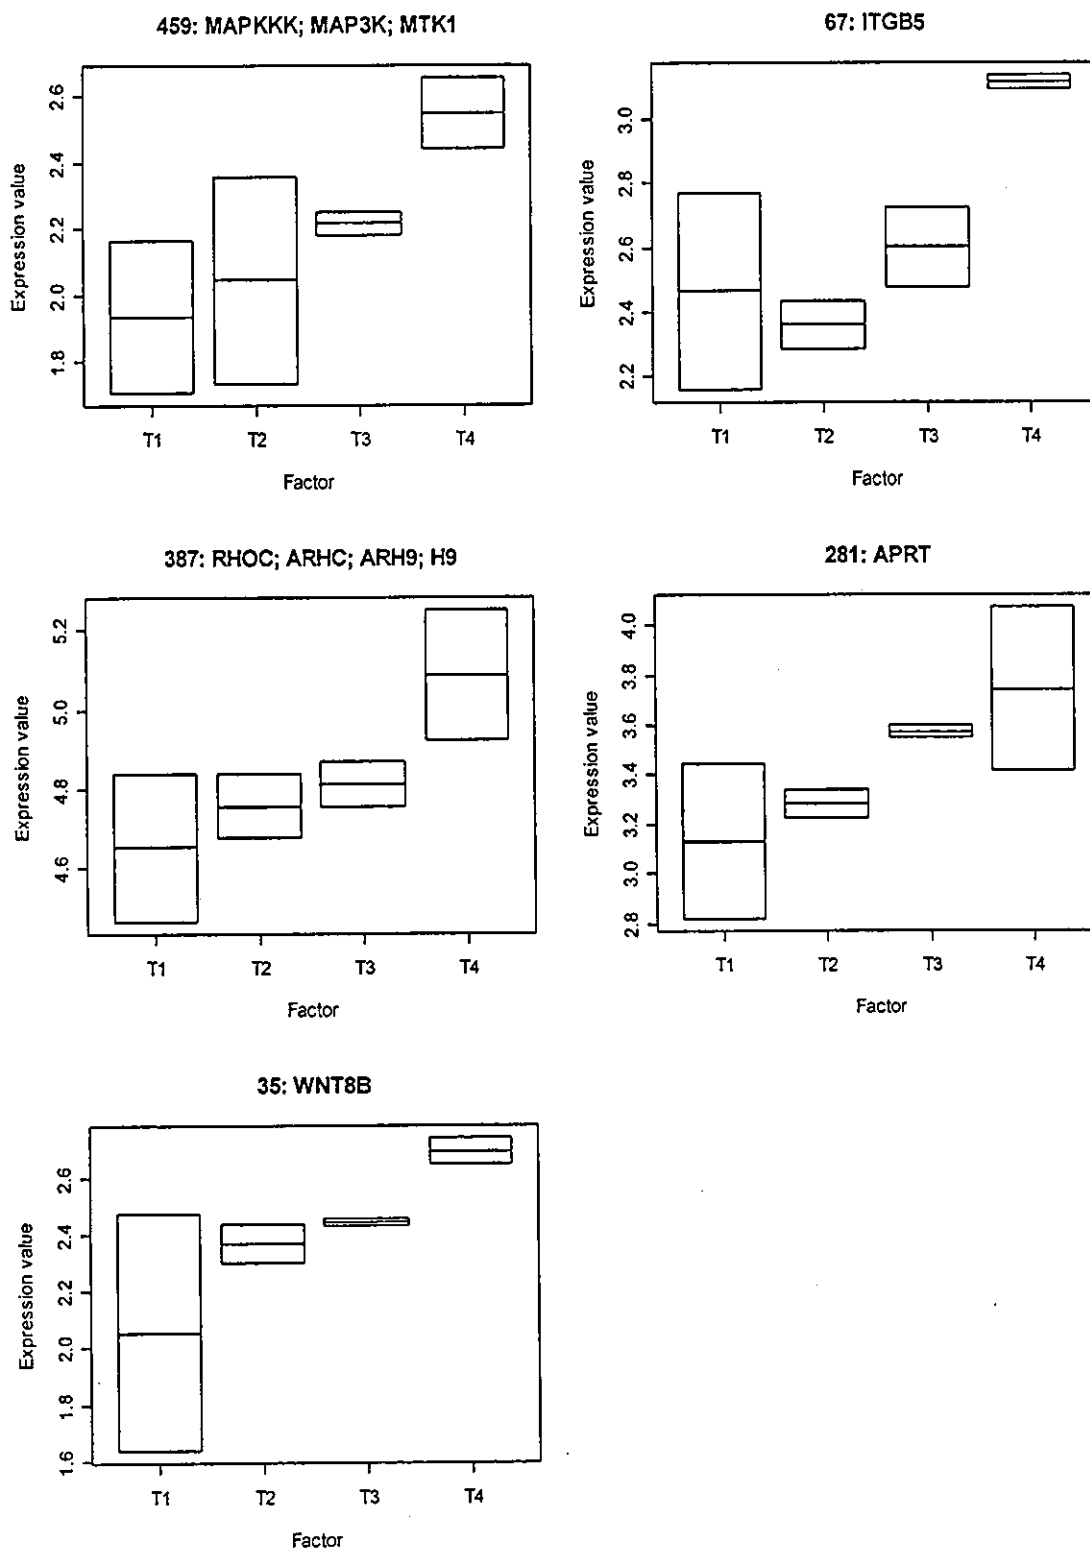 459: MAPKKK; MAP3K; MTK1
Expression value
2.6
2.4
2.2
2.0
1.8
T1 T2 T3 T4
Factor
67: ITGB5
Expression value
3.0
2.8
2.6
2.4
2.2
T1 T2 T3 T4
Factor
387: RHOC; ARHC; ARH9; H9
Expression value
5.2
5.0
4.8
4.6
T1 T2 T3 T4
Factor
281: APRT
Expression value
4.0
3.8
3.6
3.4
3.2
3.0
2.8
T1 T2 T3 T4
Factor
35: WNT8B
Expression value
2.6
2.4
2.2
2.0
1.8
1.6
T1 T2 T3 T4
Factor